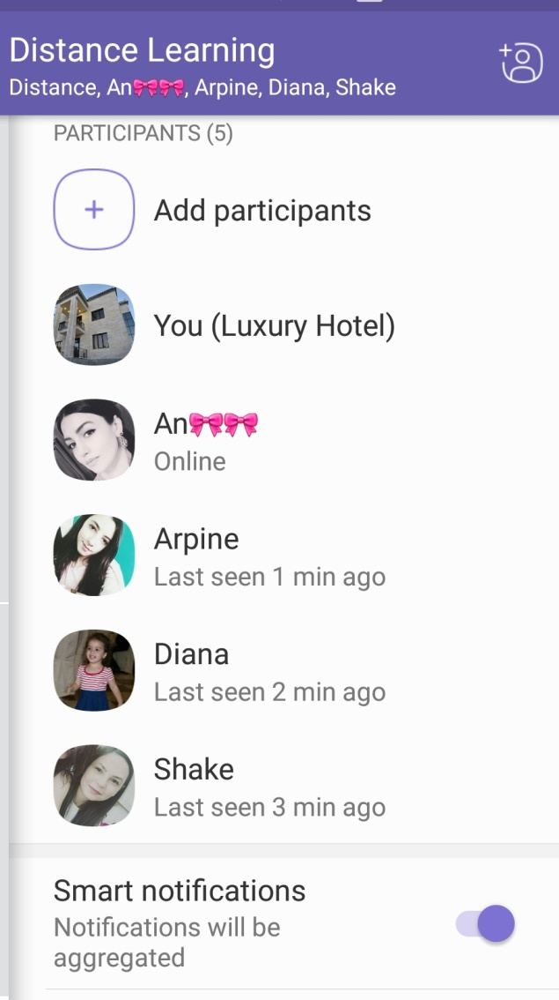 Distance Learning
Distance, An🎀🎀, Arpine, Diana, Shake
PARTICIPANTS (5)
Add participants
You (Luxury Hotel)
An🎀🎀
Online
Arpine
Last seen 1 min ago
Diana
Last seen 2 min ago
Shake
Last seen 3 min ago
Smart notifications
Notifications will be
aggregated